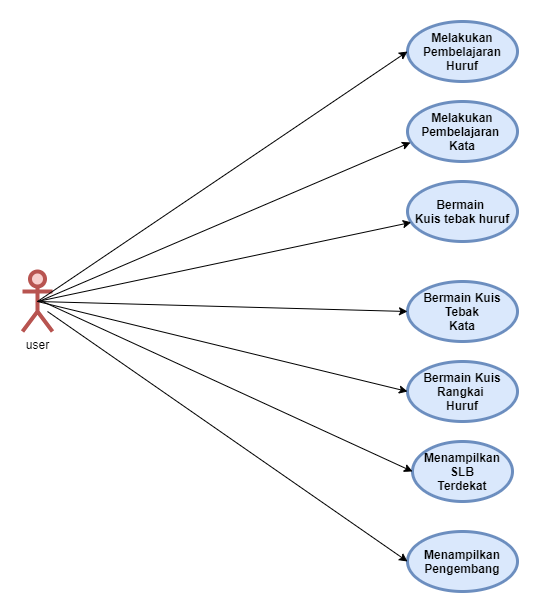 Melakukan
Pembelajaran
Huruf
Melakukan
Pembelajaran
Kata
Bermain
Kuis tebak huruf
user
Bermain Kuis
Tebak
Kata
Bermain Kuis
Rangkai
Huruf
Menampilkan
SLB
Terdekat
Menampilkan
Pengembang